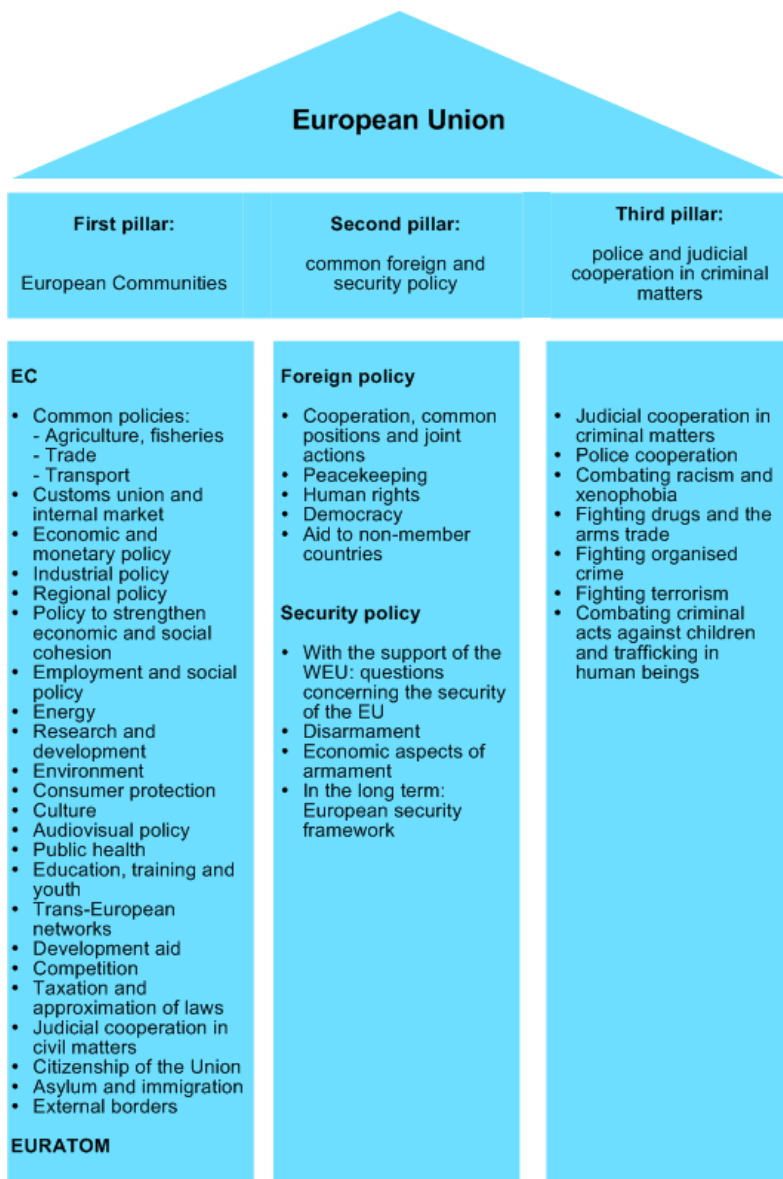 European Union
First pillar:
European Communities
Second pillar:
common foreign and
security policy
Third pillar:
police and judicial
cooperation in criminal
matters
EC
• Common policies:
- Agriculture, fisheries
- Trade
- Transport
• Customs union and
internal market
• Economic and
monetary policy
• Industrial policy
• Regional policy
• Policy to strengthen
economic and social
cohesion
• Employment and social
policy
• Energy
• Research and
development
• Environment
• Consumer protection
• Culture
• Audiovisual policy
• Public health
• Education, training and
youth
• Trans-European
networks
• Development aid
• Competition
• Taxation and
approximation of laws
• Judicial cooperation in
civil matters
• Citizenship of the Union
• Asylum and immigration
• External borders
EURATOM
Foreign policy
• Cooperation, common
positions and joint
actions
• Peacekeeping
• Human rights
• Democracy
• Aid to non-member
countries
Security policy
• With the support of the
WEU: questions
concerning the security
of the EU
• Disarmament
• Economic aspects of
armament
• In the long term:
European security
framework
• Judicial cooperation in
criminal matters
• Police cooperation
• Combating racism and
xenophobia
• Fighting drugs and the
arms trade
• Fighting organised
crime
• Fighting terrorism
• Combating criminal
acts against children
and trafficking in
human beings